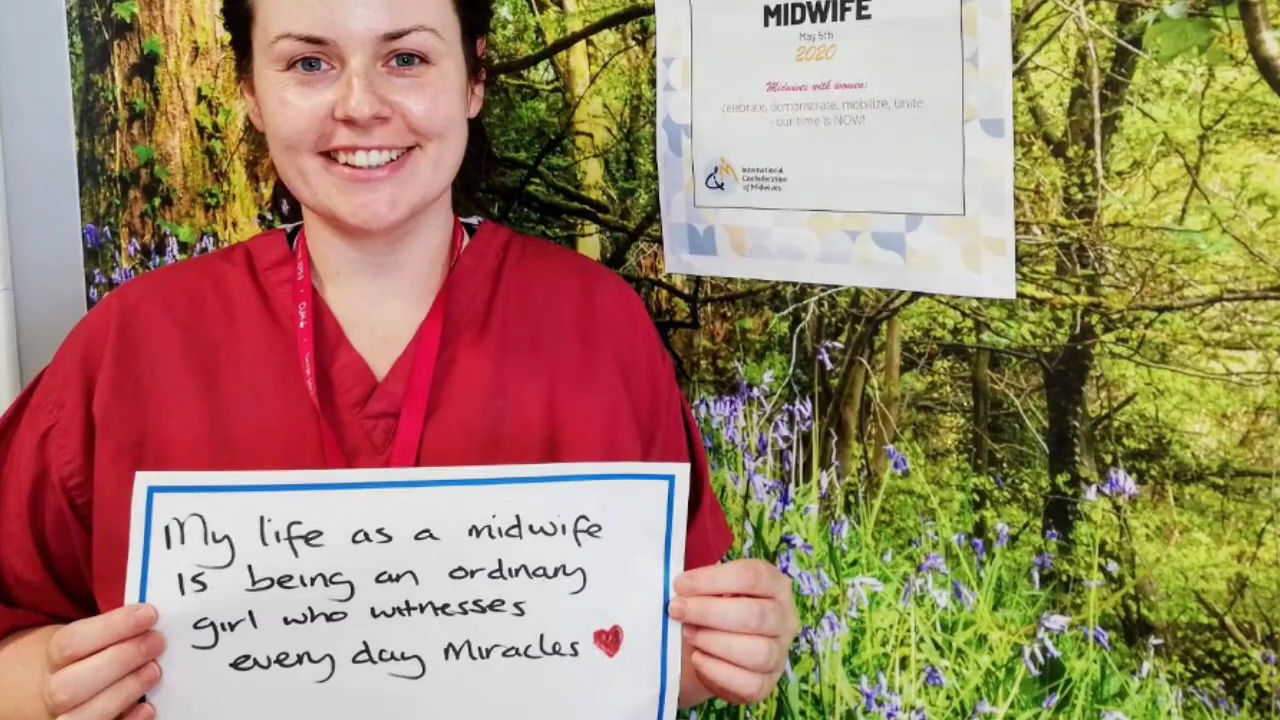 MIDWIFE
May 5th
2020
Midwives with women:
celebrate, demonstrate, mobilize, unite
- our time is NOW!
International
Confederation
of Midwives
My life as a midwife
is being an ordinary
girl who witnesses
every day Miracles